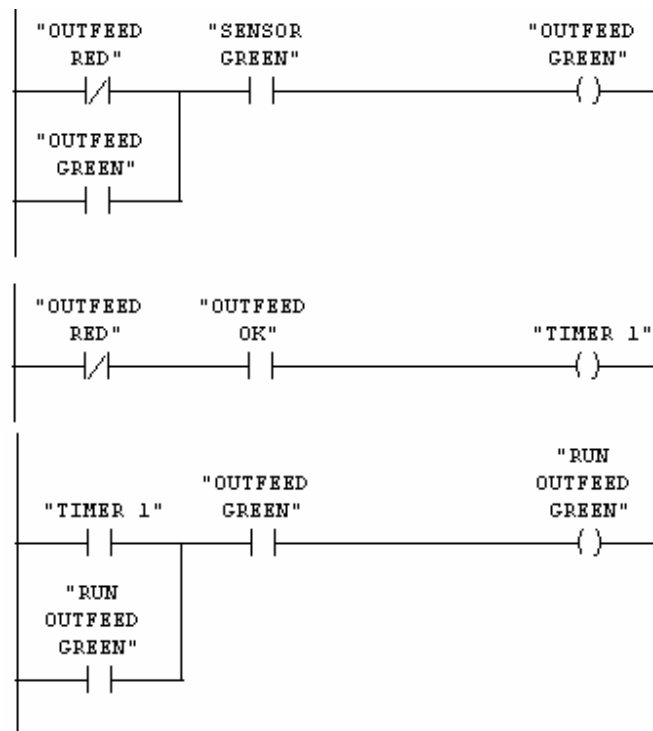 "OUTFEED
RED"
"SENSOR
GREEN"
"OUTFEED
GREEN"
"OUTFEED
GREEN"
"OUTFEED
RED"
"OUTFEED
OK"
"TIMER 1"
"TIMER 1"
"OUTFEED
GREEN"
"RUN
OUTFEED
GREEN"
"RUN
OUTFEED
GREEN"